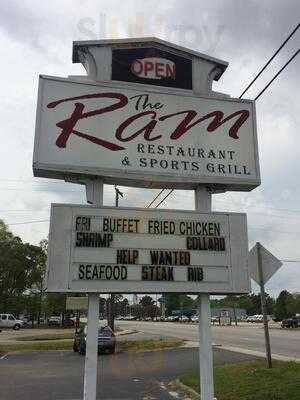 OPEN
The
Ram
RESTAURANT
& SPORTS GRILL
FRI BUFFET FRIED CHICKEN
SHRIMP COLLARD
HELP WANTED
SEAFOOD STEAK RIB